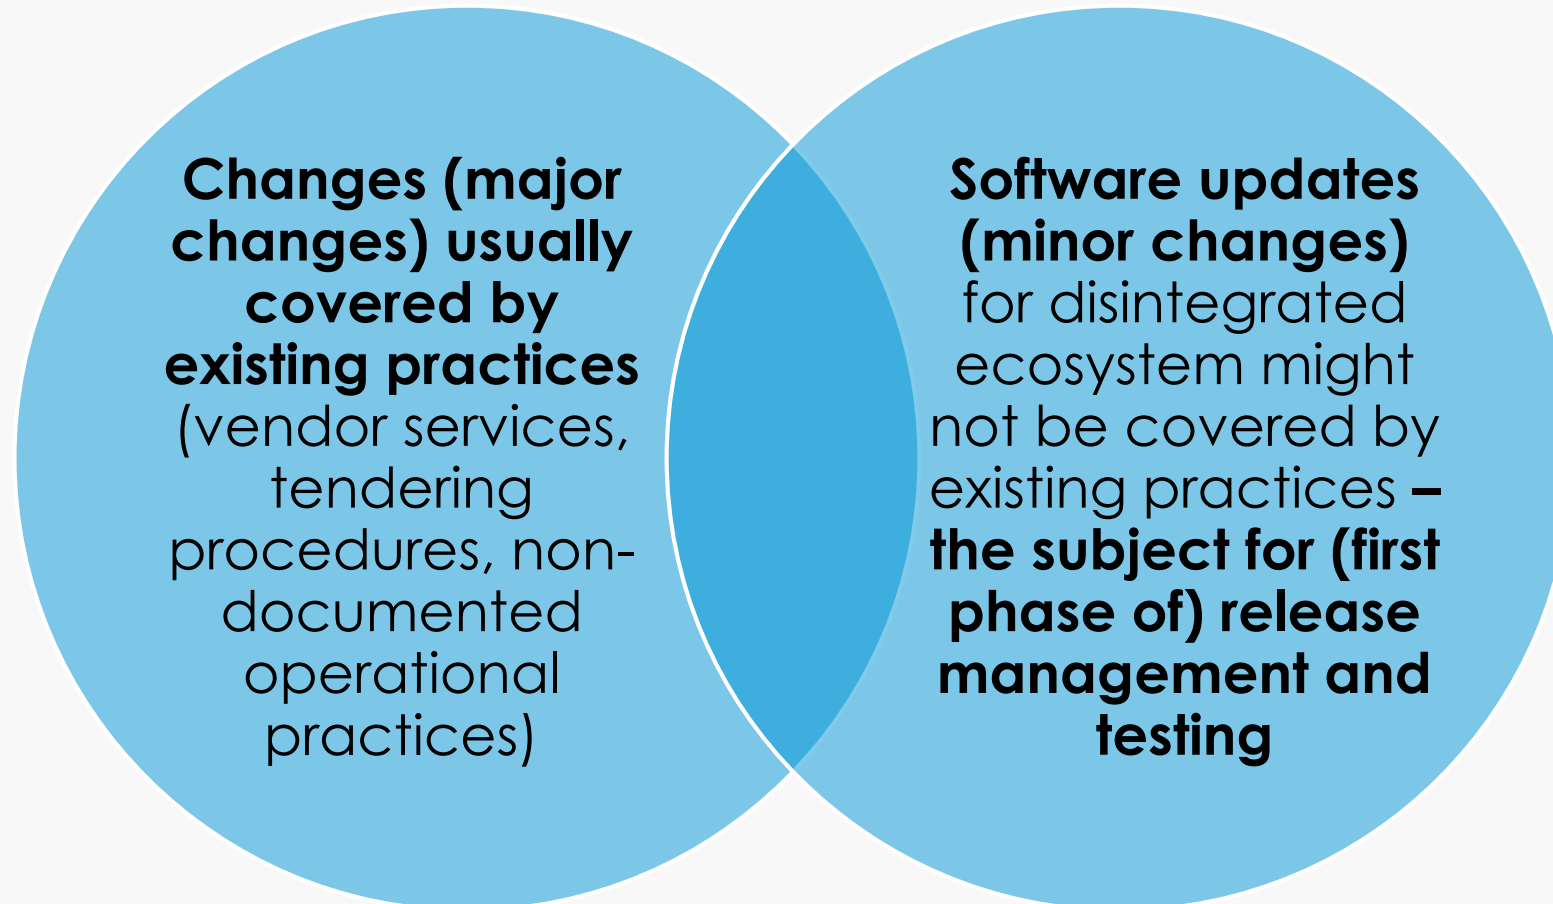 Changes (major
changes) usually
covered by
existing practices
(vendor services,
tendering
procedures, non-
documented
operational
practices)
Software updates
(minor changes)
for disintegrated
ecosystem might
not be covered by
existing practices –
the subject for (first
phase of) release
management and
testing